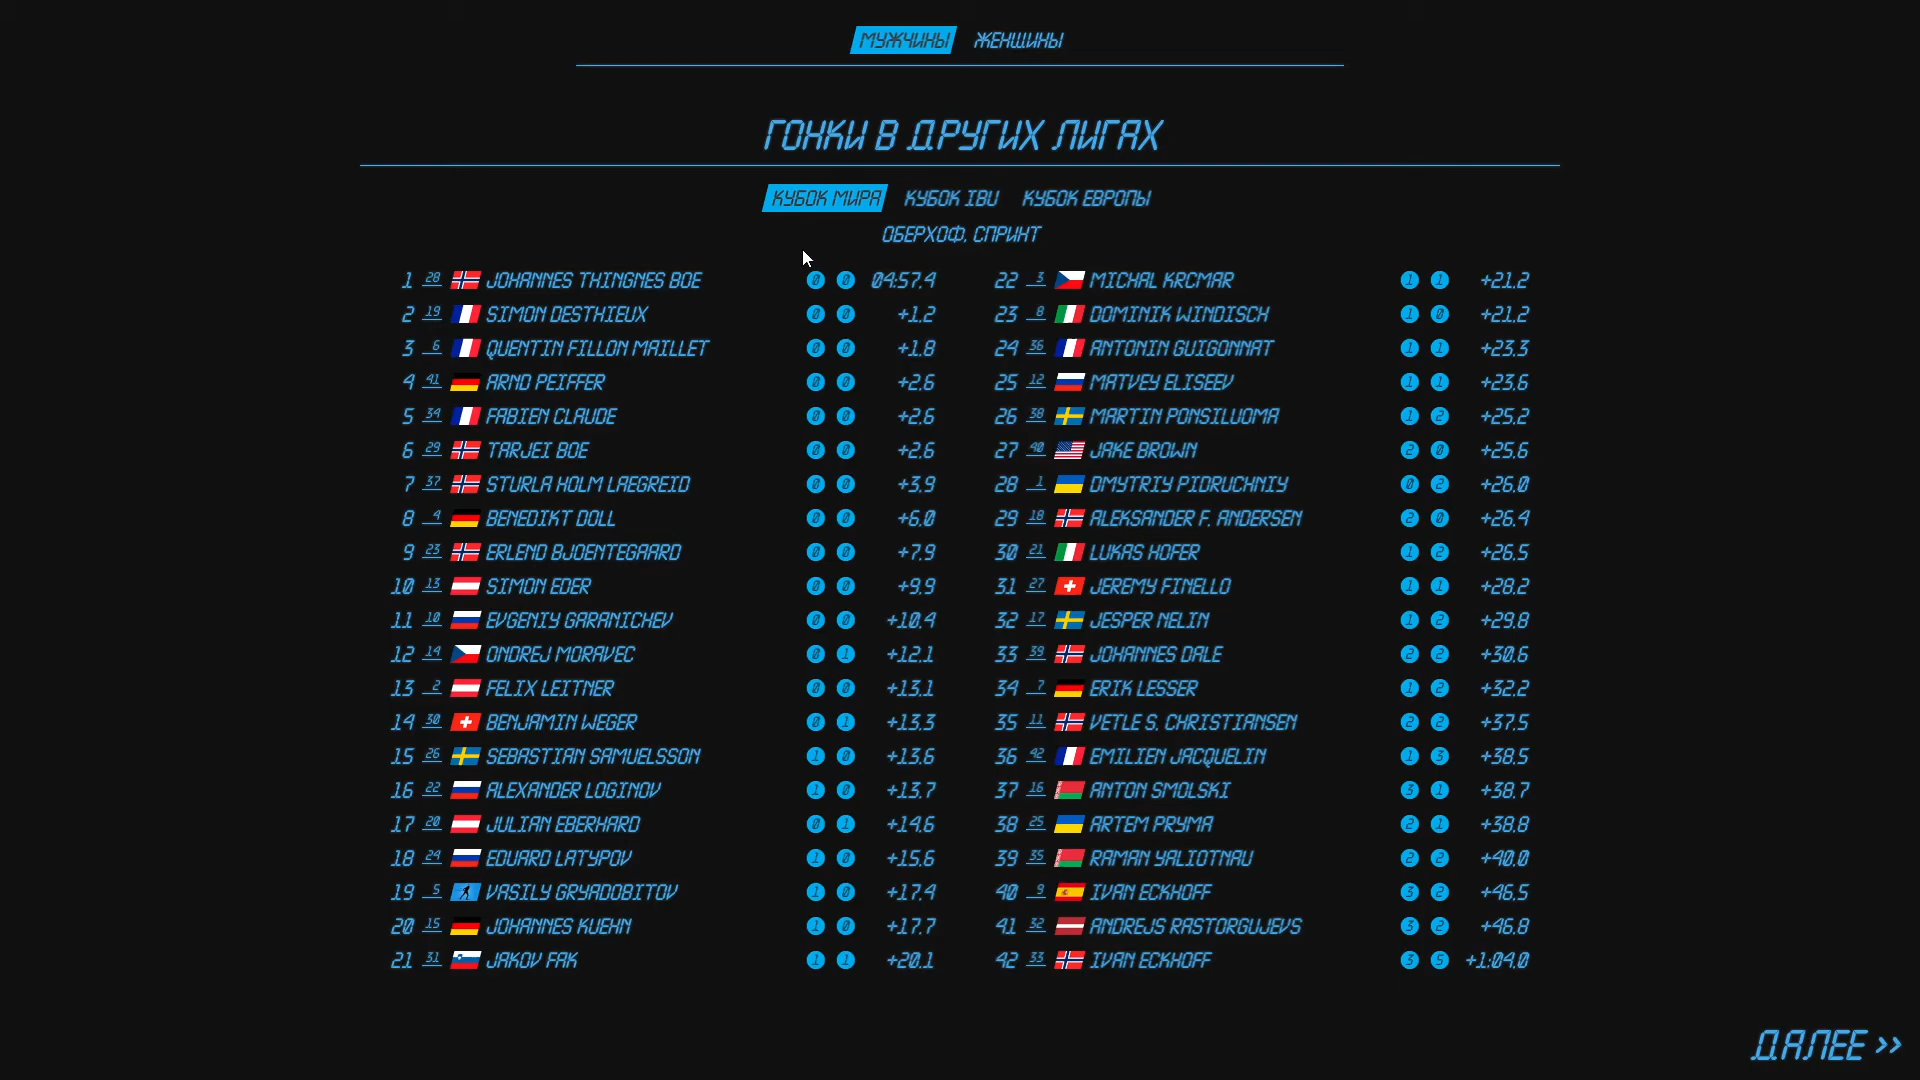 МУЖЧИНЫ ЖЕНЩИНЫ
ГОНКИ В ДРУГИХ ЛИГАХ
КУБОК МИРА КУБОК IBU КУБОК ЕВРОПЫ
ОБЕРХОФ. СПРИНТ
1 28 JOHANNES THINGNES BOE 0 0 04:57.4
2 19 SIMON DESTHIEUX 0 0 +1.2
3 6 QUENTIN FILLON MAILLET 0 0 +1.8
4 41 ARND PEIFFER 0 0 +2.6
5 34 FABIEN CLAUDE 0 0 +2.6
6 29 TARJEI BOE 0 0 +2.6
7 37 STURLA HOLM LAEGREID 0 0 +3.9
8 4 BENEDIKT DOLL 0 0 +6.0
9 23 ERLEND BJOENTEGAARD 0 0 +7.9
10 13 SIMON EDER 0 0 +9.9
11 10 EVGENIY GARANICHEV 0 0 +10.4
12 14 ONDREJ MORAVEC 0 1 +12.1
13 2 FELIX LEITNER 0 0 +13.1
14 30 BENJAMIN WEGER 0 1 +13.3
15 26 SEBASTIAN SAMUELSSON 1 0 +13.6
16 22 ALEXANDER LOGINOV 1 0 +13.7
17 20 JULIAN EBERHARD 0 1 +14.6
18 24 EDUARD LATYPOV 1 0 +15.6
19 5 VASILY GRYADOBITOV 1 0 +17.4
20 15 JOHANNES KUEHN 1 0 +17.7
21 31 JAKOV FAK 1 1 +20.1
22 3 MICHAL KRCMAR 1 1 +21.2
23 8 DOMINIK WINDISCH 1 0 +21.2
24 36 ANTONIN GUIGONNAT 1 1 +23.3
25 12 MATVEY ELISEEV 1 1 +23.6
26 38 MARTIN PONSILUOMA 1 2 +25.2
27 40 JAKE BROWN 2 0 +25.6
28 1 DMYTRIY PIDRUCHNIY 0 2 +26.0
29 18 ALEKSANDER F. ANDERSEN 2 0 +26.4
30 21 LUKAS HOFER 1 2 +26.5
31 27 JEREMY FINELLO 1 1 +28.2
32 17 JESPER NELIN 1 2 +29.8
33 39 JOHANNES DALE 2 2 +30.6
34 7 ERIK LESSER 1 2 +32.2
35 11 VETLE S. CHRISTIANSEN 2 2 +37.5
36 42 EMILIEN JACQUELIN 1 3 +38.5
37 16 ANTON SMOLSKI 3 1 +38.7
38 25 ARTEM PRYMA 2 1 +38.8
39 35 RAMAN YALIOTNAU 2 2 +40.0
40 9 IVAN ECKHOFF 3 2 +46.5
41 32 ANDREJS RASTORGUJEVS 3 2 +46.8
42 33 IVAN ECKHOFF 3 5 +1:04.0
ДАЛЕЕ >>